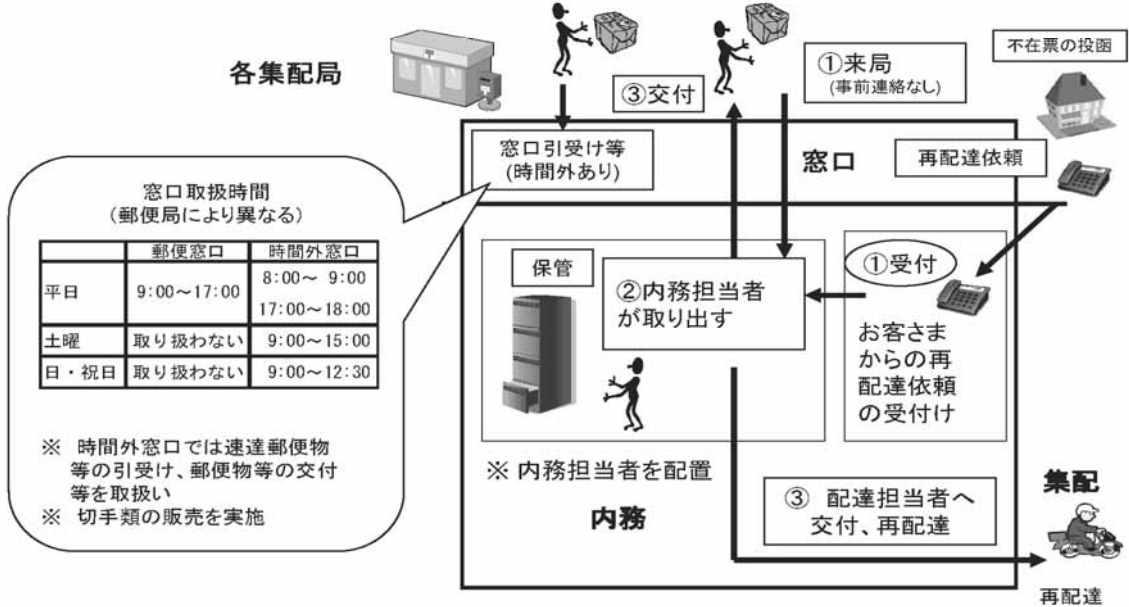 各集配局
③交付
①来局
(事前連絡なし)
不在票の投函
窓口引受け等
(時間外あり)
窓口
再配達依頼
窓口取扱時間
(郵便局により異なる)
郵便窓口 時間外窓口
平日 9:00～17:00 8:00～ 9:00
17:00～18:00
土曜 取り扱わない 9:00～15:00
日・祝日 取り扱わない 9:00～12:30
※ 時間外窓口では速達郵便物
等の引受け、郵便物等の交付
等を取扱い
※ 切手類の販売を実施
保管
②内務担当者
が取り出す
①受付
お客さま
からの再
配達依頼
の受付け
※ 内務担当者を配置
内務
③ 配達担当者へ
交付、再配達
集配
再配達